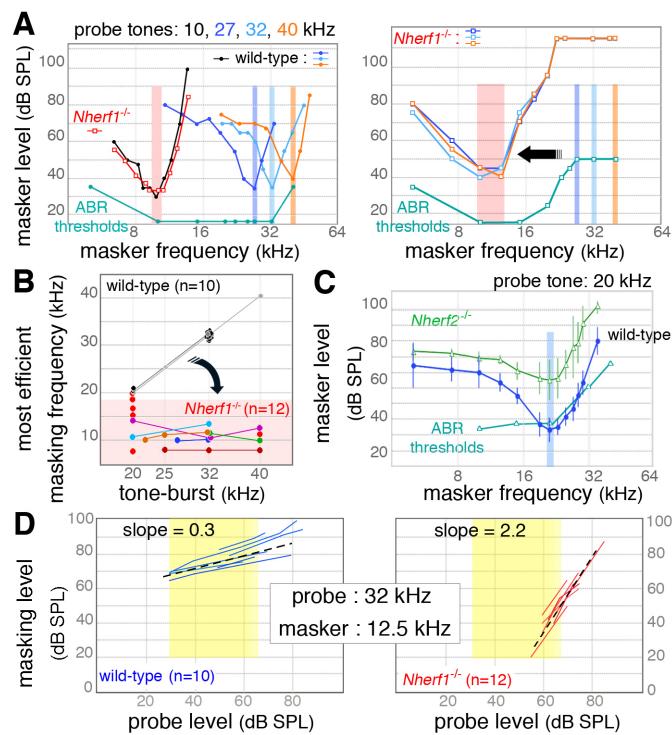 A
probe tones: 10, 27, 32, 40 kHz
wild-type :
Nherf1-/-
ABR
thresholds
masker level (dB SPL)
100
80
60
40
20
8 16 32 64
masker frequency (kHz)
Nherf1-/- :
ABR
thresholds
100
80
60
40
20
8 16 32 64
masker frequency (kHz)
B
wild-type (n=10)
Nherf1-/- (n=12)
most efficient
masking frequency (kHz)
40
30
20
10
20 25 32 40
tone-burst (kHz)
C
probe tone: 20 kHz
Nherf2-/-
wild-type
ABR
thresholds
masker level
(dB SPL)
100
80
60
40
20
8 16 32 64
masker frequency (kHz)
D
slope = 0.3
wild-type (n=10)
masking level
(dB SPL)
100
80
60
40
20
0
20 40 60 80
probe level (dB SPL)
probe : 32 kHz
masker : 12.5 kHz
slope = 2.2
Nherf1-/- (n=12)
100
80
60
40
20
0
20 40 60 80
probe level (dB SPL)